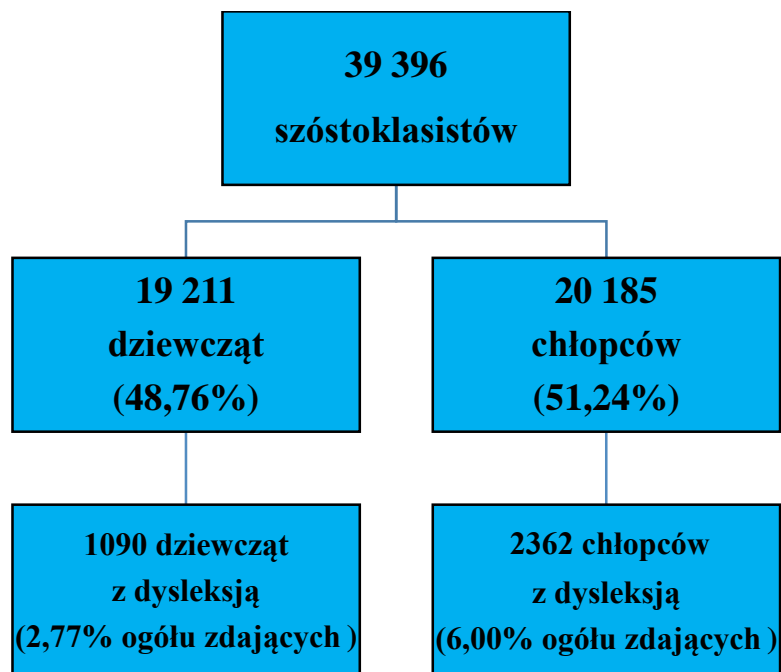 39 396
szóstoklasistów
19 211
dziewcząt
(48,76%)
20 185
chłopców
(51,24%)
1090 dziewcząt
z dysleksją
(2,77% ogółu zdających )
2362 chłopców
z dysleksją
(6,00% ogółu zdających )